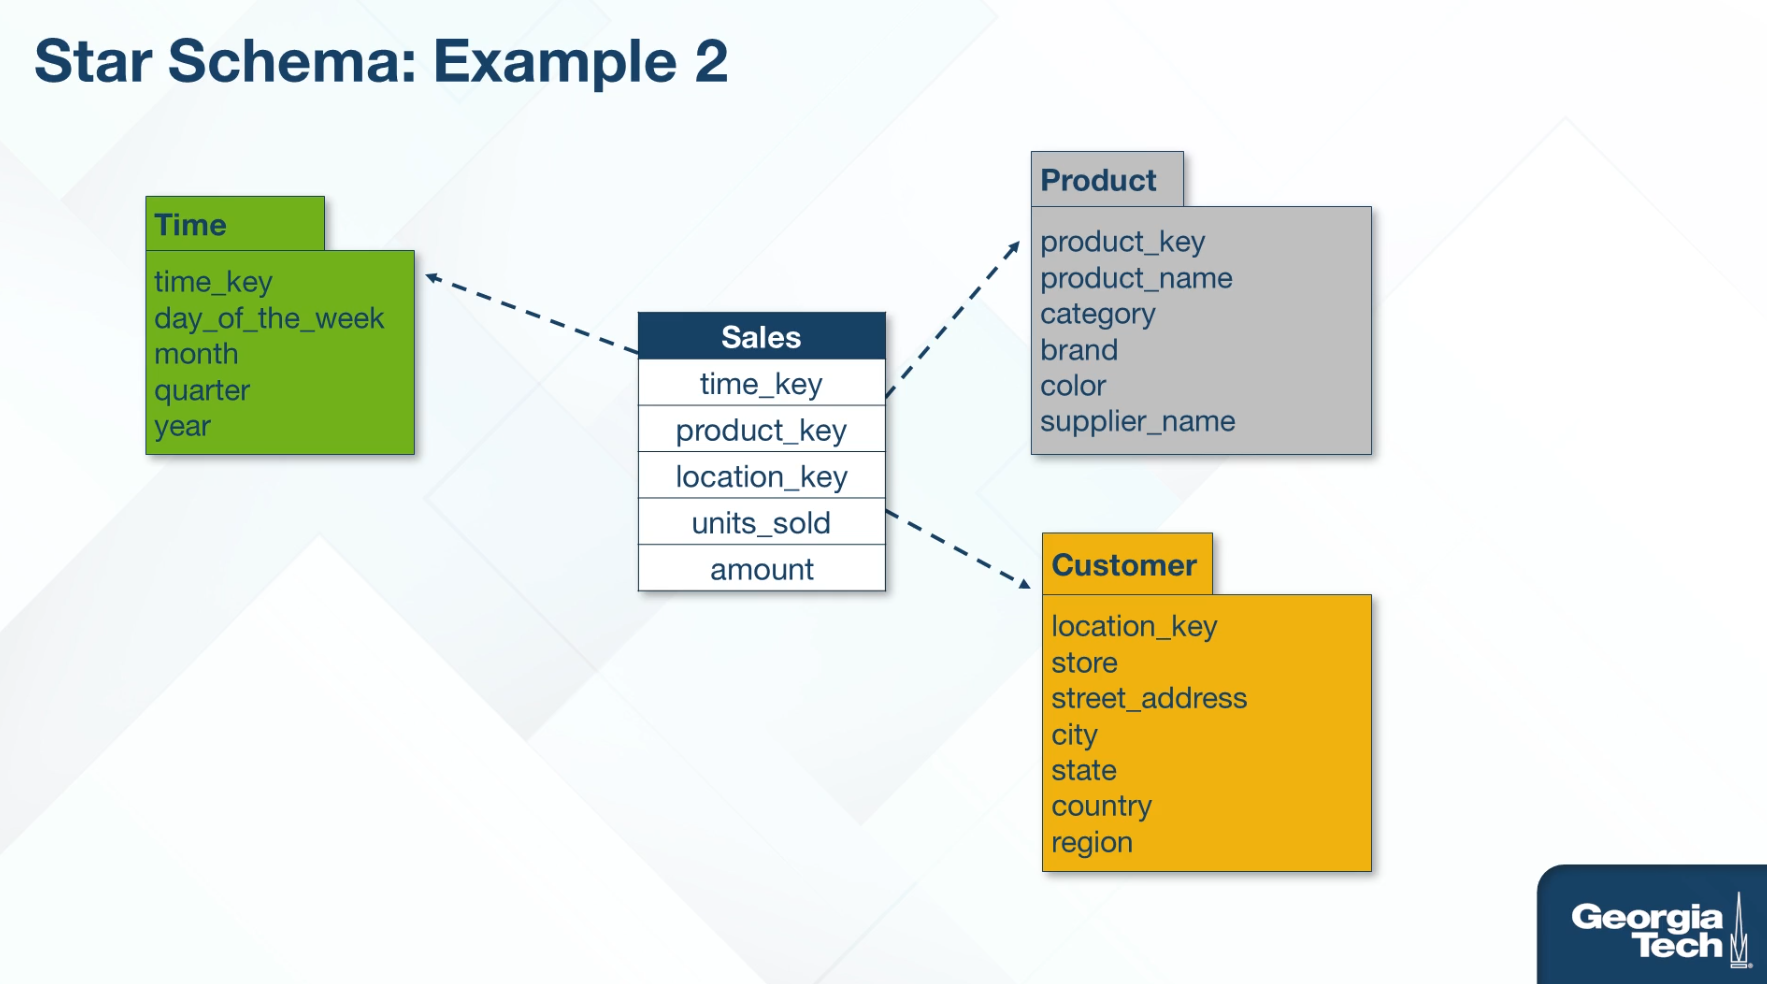 Star Schema: Example 2
Time
time_key
day_of_the_week
month
quarter
year
Sales
time_key
product_key
location_key
units_sold
amount
Product
product_key
product_name
category
brand
color
supplier_name
Customer
location_key
store
street_address
city
state
country
region
Georgia
Tech